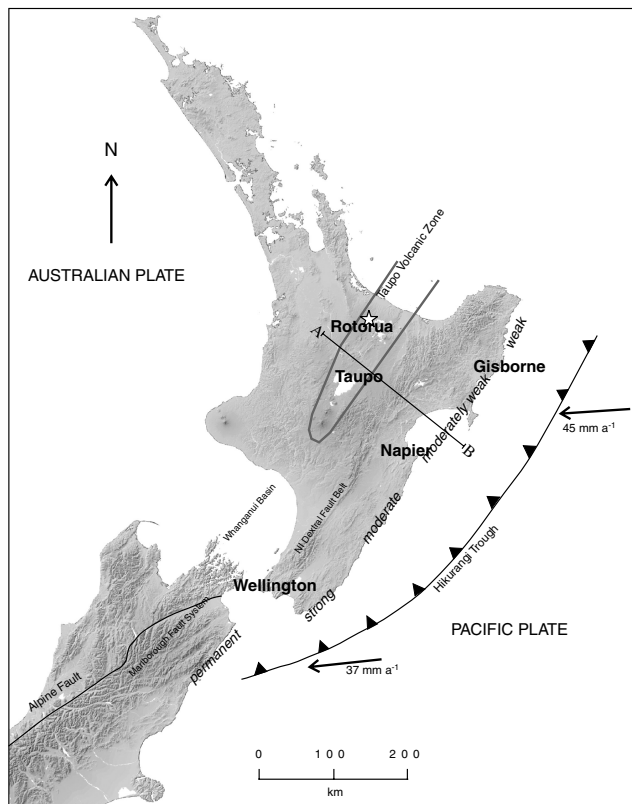 N
AUSTRALIAN PLATE
Taupo Volcanic Zone
A
Rotorua
weak
Gisborne
Taupo
moderately weak
45 mm a⁻¹
Napier
B
Whanganui Basin
NI Dextral Fault Belt
moderate
Hikurangi Trough
Wellington
strong
Marlborough Fault System
PACIFIC PLATE
permanent
Alpine Fault
37 mm a⁻¹
0 100 200
km